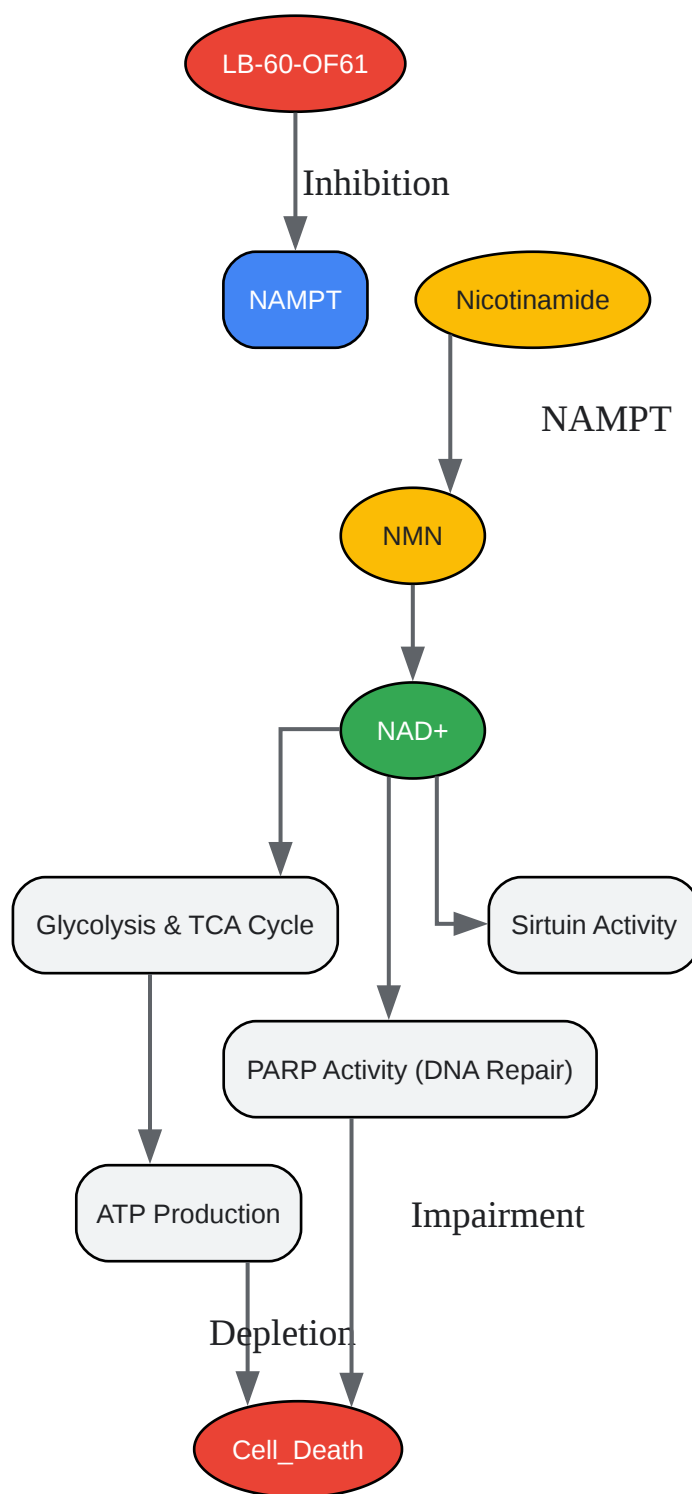 LB-60-OF61
Inhibition
NAMPT
Nicotinamide
NAMPT
NMN
NAD+
Glycolysis & TCA Cycle
Sirtuin Activity
PARP Activity (DNA Repair)
ATP Production
Impairment
Depletion
Cell_Death